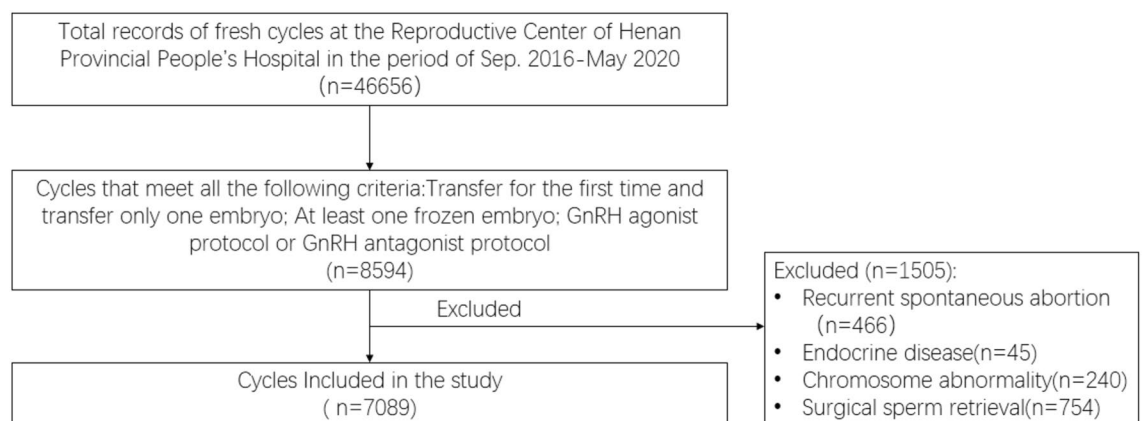 Total records of fresh cycles at the Reproductive Center of Henan
Provincial People's Hospital in the period of Sep. 2016-May 2020
(n=46656)
Cycles that meet all the following criteria:Transfer for the first time and
transfer only one embryo; At least one frozen embryo; GnRH agonist
protocol or GnRH antagonist protocol
(n=8594)
Excluded
Excluded (n=1505):
• Recurrent spontaneous abortion
(n=466)
• Endocrine disease(n=45)
• Chromosome abnormality(n=240)
• Surgical sperm retrieval(n=754)
Cycles Included in the study
( n=7089)